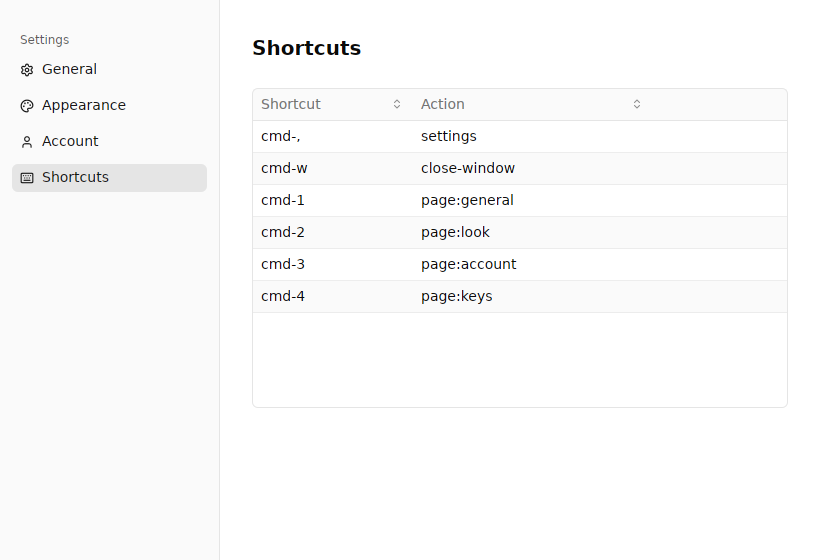 Settings
General
Appearance
Account
Shortcuts
Shortcuts
Shortcut Action
cmd-, settings
cmd-w close-window
cmd-1 page:general
cmd-2 page:look
cmd-3 page:account
cmd-4 page:keys